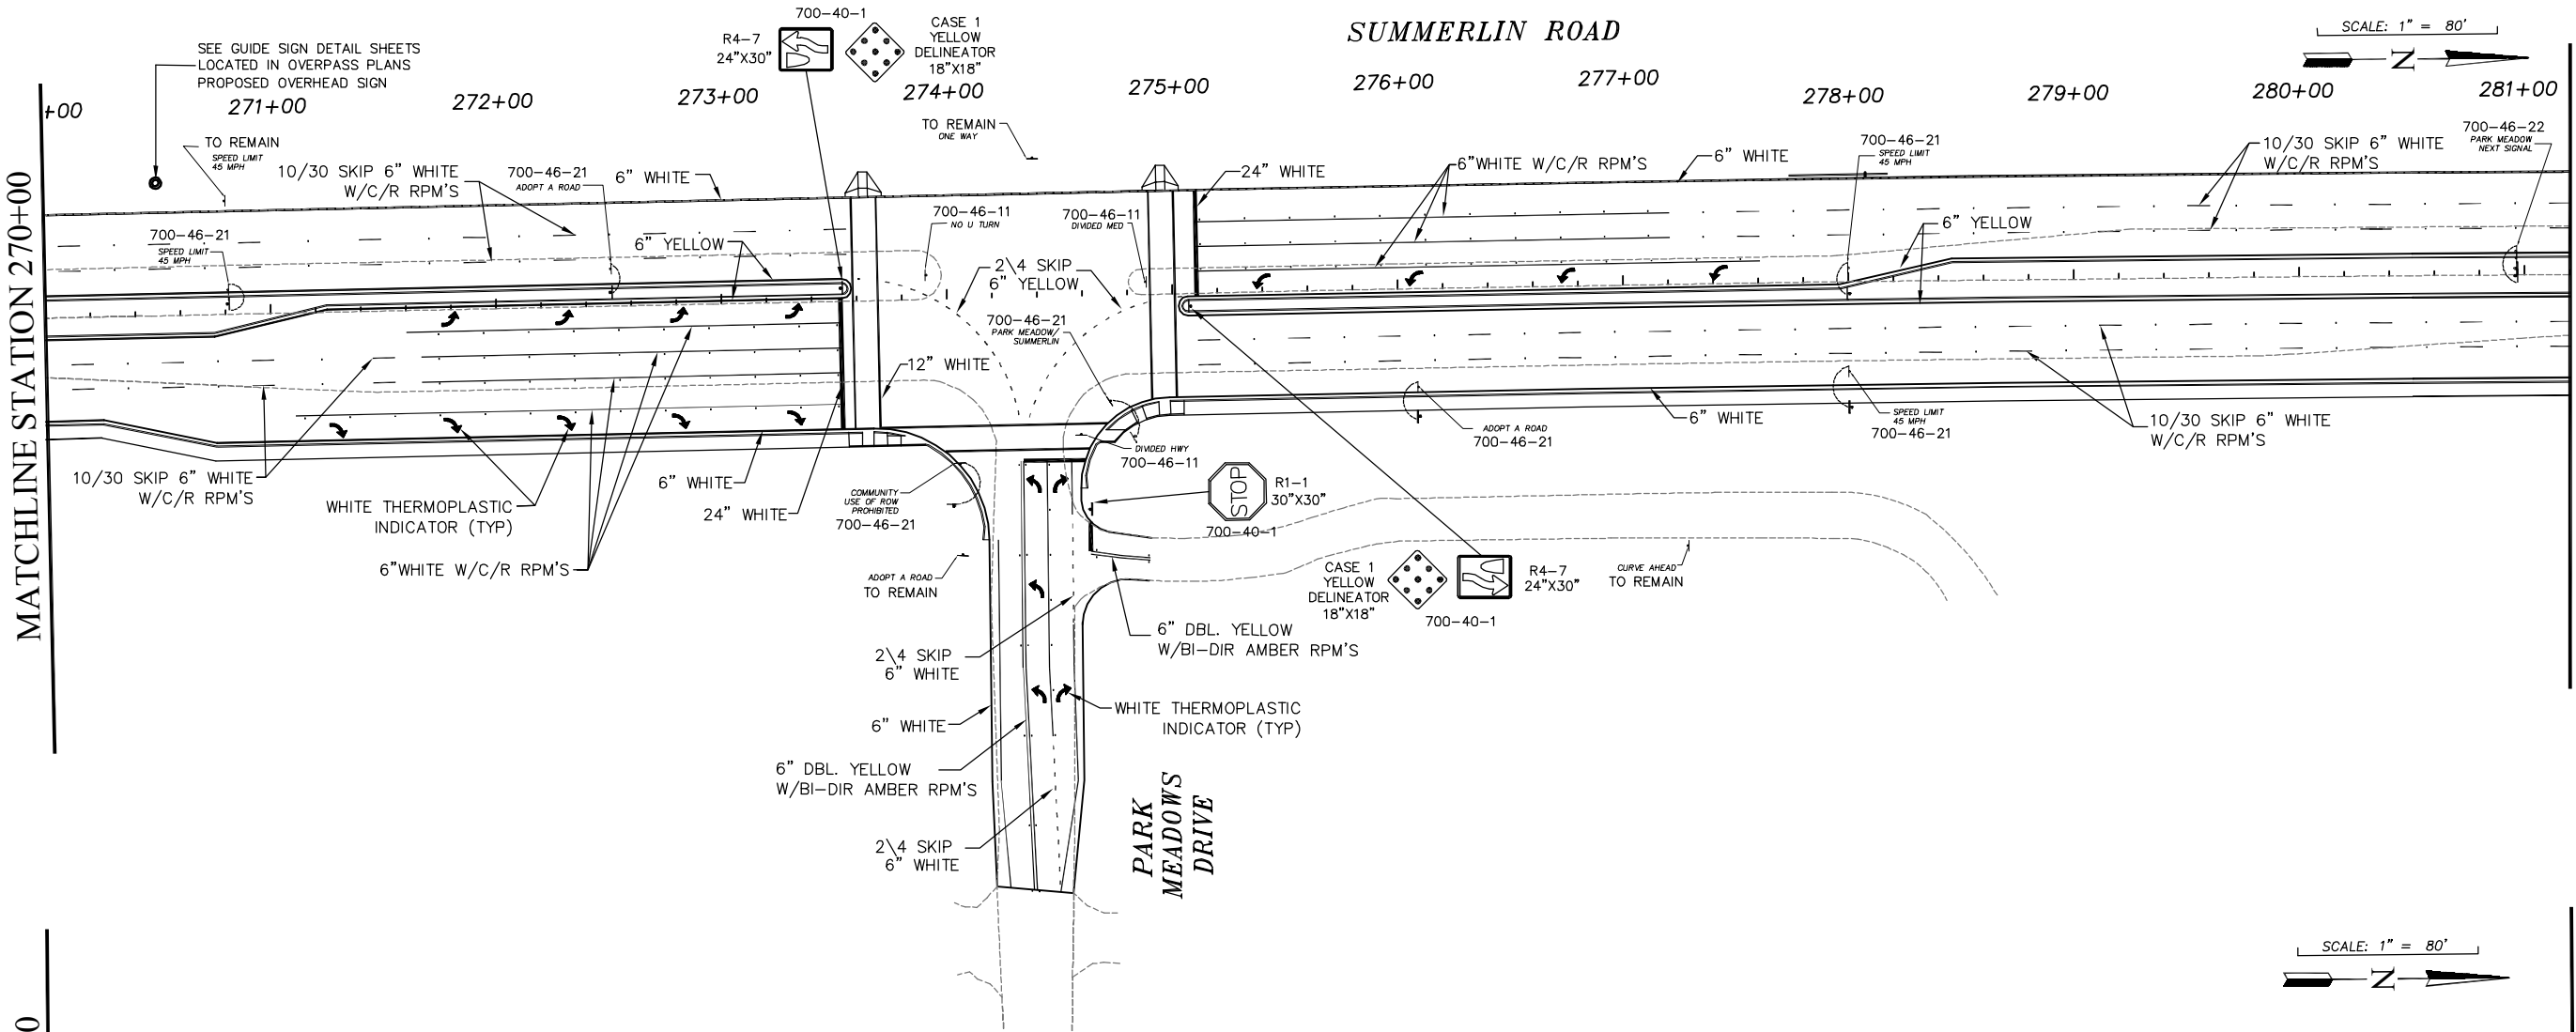 SUMMERLIN ROAD
SCALE: 1" = 80'
N
700-40-1
R4-7
24"X30"
CASE 1
YELLOW
DELINEATOR
18"X18"
SEE GUIDE SIGN DETAIL SHEETS
LOCATED IN OVERPASS PLANS
PROPOSED OVERHEAD SIGN
+00
271+00
272+00
273+00
274+00
275+00
276+00
277+00
278+00
279+00
280+00
281+00
MATCHLINE STATION 270+00
TO REMAIN
SPEED LIMIT
45 MPH
10/30 SKIP 6" WHITE
W/C/R RPM'S
700-46-21
ADOPT A ROAD
6" WHITE
TO REMAIN
ONE WAY
24" WHITE
6"WHITE W/C/R RPM'S
6" WHITE
700-46-21
SPEED LIMIT
45 MPH
10/30 SKIP 6" WHITE
W/C/R RPM'S
700-46-22
PARK MEADOW
NEXT SIGNAL
700-46-21
SPEED LIMIT
45 MPH
6" YELLOW
700-46-11
NO U TURN
700-46-11
DIVIDED MED
6" YELLOW
2\4 SKIP
6" YELLOW
700-46-21
PARK MEADOW/
SUMMERLIN
12" WHITE
10/30 SKIP 6" WHITE
W/C/R RPM'S
WHITE THERMOPLASTIC
INDICATOR (TYP)
6"WHITE W/C/R RPM'S
6" WHITE
24" WHITE
COMMUNITY
USE OF ROW
PROHIBITED
700-46-21
DIVIDED HWY
700-46-11
STOP
R1-1
30"X30"
700-40-1
ADOPT A ROAD
700-46-21
6" WHITE
SPEED LIMIT
45 MPH
700-46-21
10/30 SKIP 6" WHITE
W/C/R RPM'S
ADOPT A ROAD
TO REMAIN
CASE 1
YELLOW
DELINEATOR
18"X18"
R4-7
24"X30"
700-40-1
CURVE AHEAD
TO REMAIN
6" DBL. YELLOW
W/BI-DIR AMBER RPM'S
2\4 SKIP
6" WHITE
6" WHITE
WHITE THERMOPLASTIC
INDICATOR (TYP)
6" DBL. YELLOW
W/BI-DIR AMBER RPM'S
2\4 SKIP
6" WHITE
PARK
MEADOWS
DRIVE
SCALE: 1" = 80'
N
0